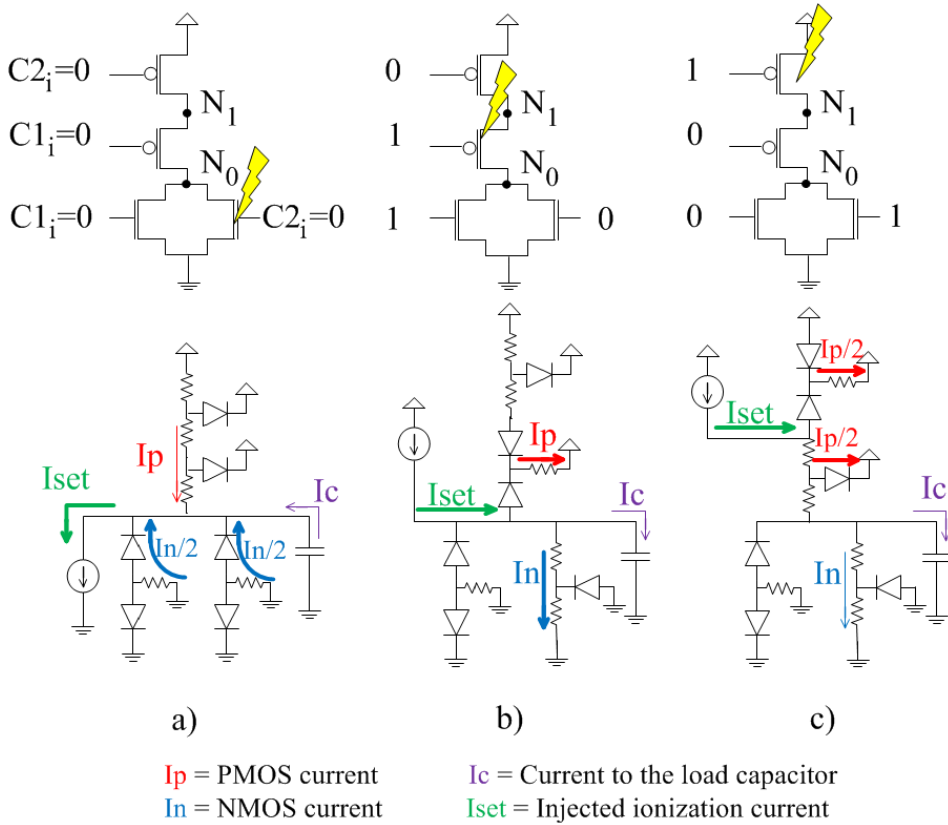 C2i=0
N1
C1i=0
N0
C1i=0
C2i=0
0
N1
1
N0
1
0
1
N1
0
N0
0
1
Ip
Iset
Ic
In/2
In/2
Ip
Iset
Ic
In
Ip/2
Iset
Ip/2
Ic
In
a)
b)
c)
Ip = PMOS current
Ic = Current to the load capacitor
In = NMOS current
Iset = Injected ionization current